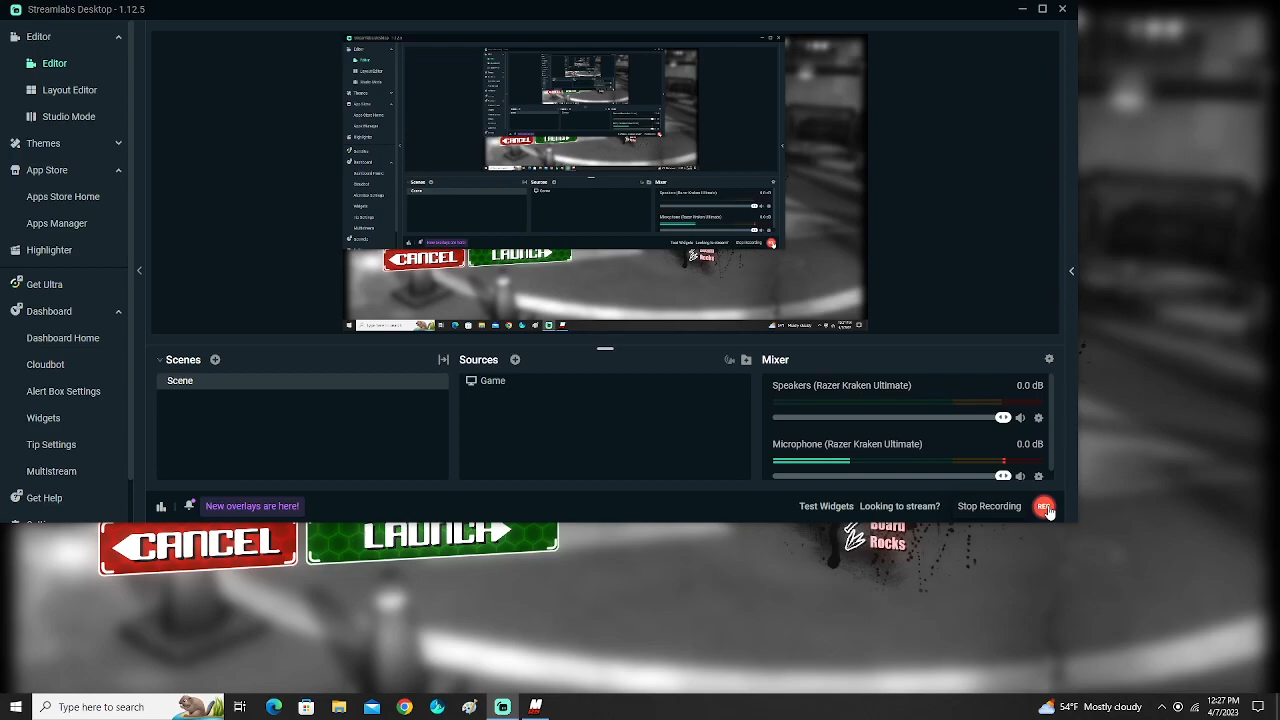 Streamlabs Desktop - 1.12.5
Editor
Editor
Layout Editor
Studio Mode
Themes
App Store
Apps Store Home
Apps Manager
Highlighter
Get Ultra
Dashboard
Dashboard Home
Cloudbot
Alert Box Settings
Widgets
Tip Settings
Multistream
Get Help
Scenes
Scene
Sources
Game
Mixer
Speakers (Razer Kraken Ultimate) 0.0 dB
Microphone (Razer Kraken Ultimate) 0.0 dB
New overlays are here!
Test Widgets Looking to stream? Stop Recording REC
CANCEL LAUNCH
Board
Rocks
Type here to search
54°F Mostly cloudy
12:27 PM
4/7/2023